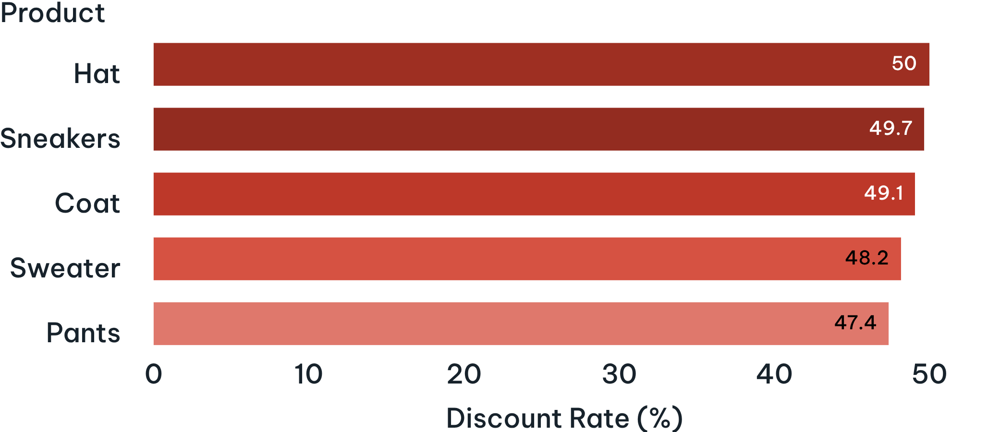 Product
Hat 50
Sneakers 49.7
Coat 49.1
Sweater 48.2
Pants 47.4
0 10 20 30 40 50
Discount Rate (%)